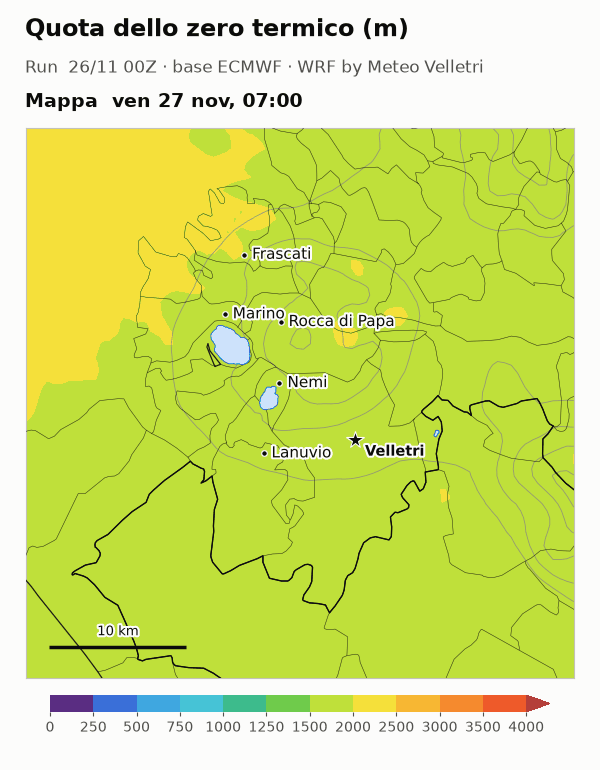 Quota dello zero termico (m)
Run  26/11 00Z · base ECMWF · WRF by Meteo Velletri
Mappa  ven 27 nov, 07:00
Frascati
Marino
Rocca di Papa
Nemi
Velletri
Lanuvio
10 km
0 250 500 750 1000 1250 1500 2000 2500 3000 3500 4000